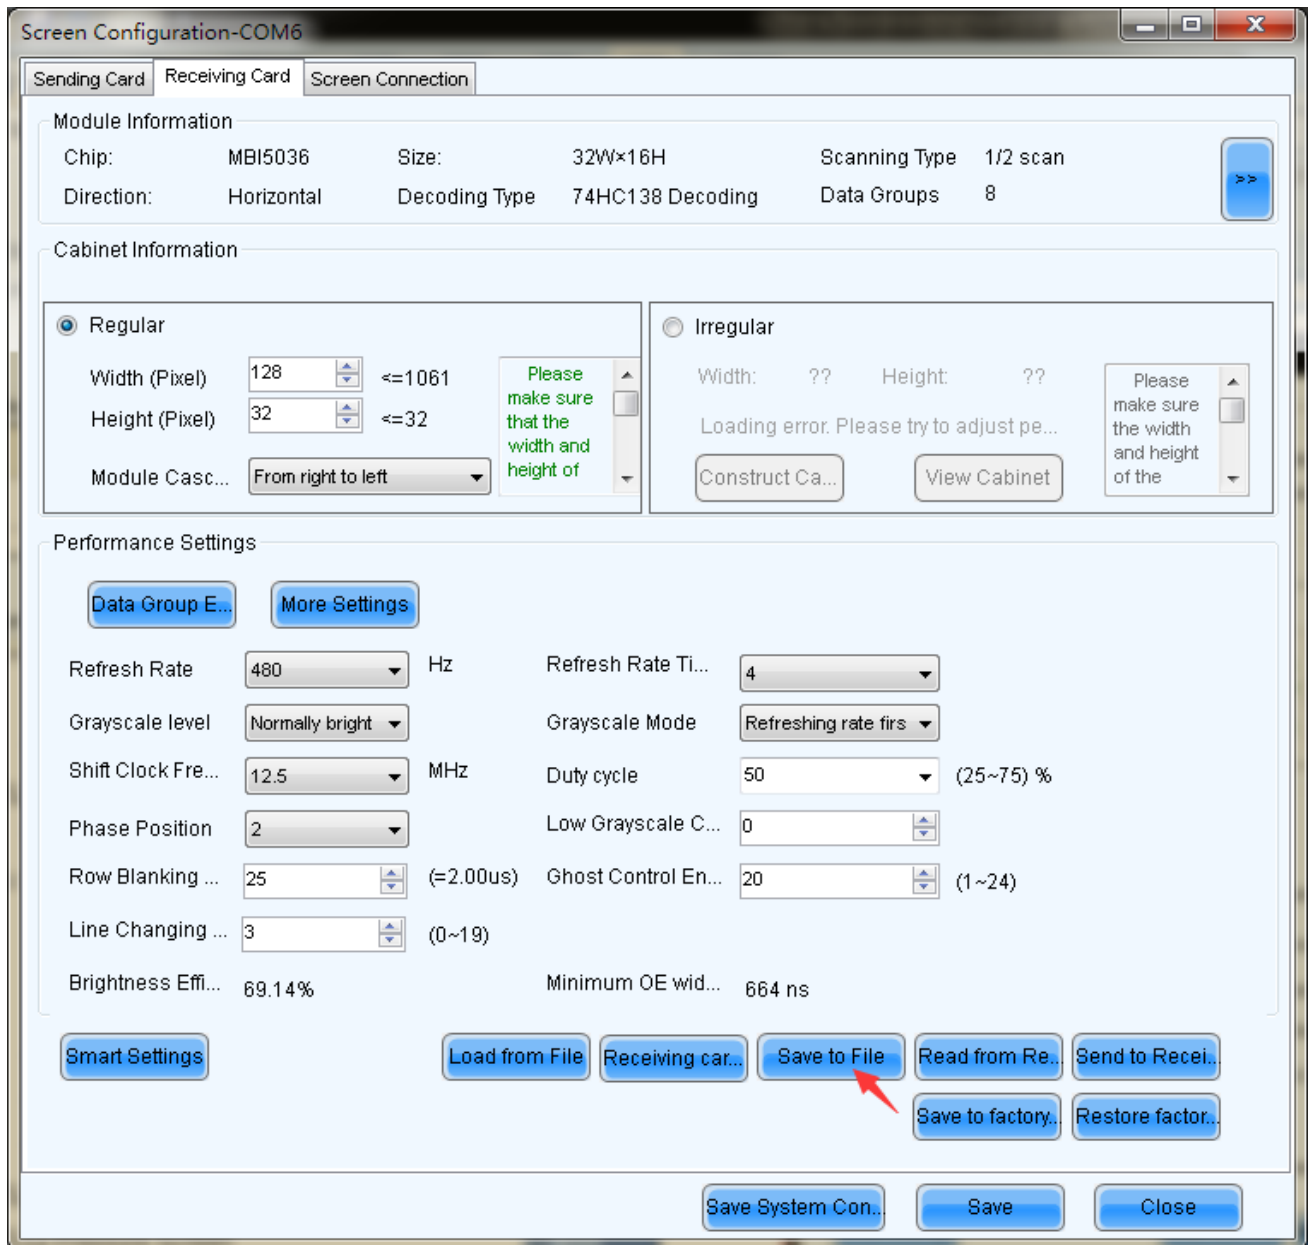 Screen Configuration-COM6
Sending Card Receiving Card Screen Connection
Module Information
Chip: MBI5036 Size: 32W×16H Scanning Type 1/2 scan
Direction: Horizontal Decoding Type 74HC138 Decoding Data Groups 8
>>
Cabinet Information
Regular
Width (Pixel) 128 <=1061
Height (Pixel) 32 <=32
Module Casc... From right to left
Please
make sure
that the
width and
height of
Irregular
Width: ?? Height: ??
Loading error. Please try to adjust pe...
Construct Ca... View Cabinet
Please
make sure
the width
and height
of the
Performance Settings
Data Group E... More Settings
Refresh Rate 480 Hz Refresh Rate Ti... 4
Grayscale level Normally bright Grayscale Mode Refreshing rate firs
Shift Clock Fre... 12.5 MHz Duty cycle 50 (25~75) %
Phase Position 2 Low Grayscale C... 0
Row Blanking ... 25 (=2.00us) Ghost Control En... 20 (1~24)
Line Changing ... 3 (0~19)
Brightness Effi... 69.14% Minimum OE wid... 664 ns
Smart Settings Load from File Receiving car... Save to File Read from Re... Send to Recei...
Save to factory... Restore factor...
Save System Con... Save Close